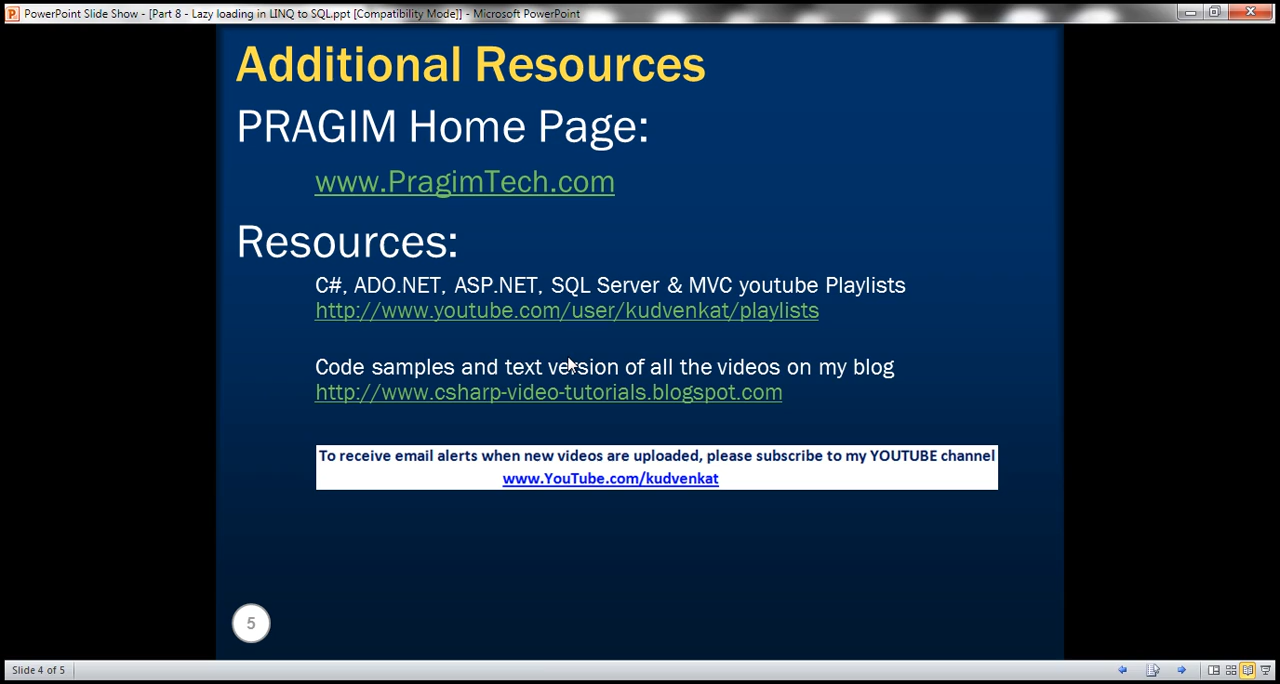 PowerPoint Slide Show - [Part 8 - Lazy loading in LINQ to SQL.ppt [Compatibility Mode]] - Microsoft PowerPoint
Additional Resources
PRAGIM Home Page:
www.PragimTech.com
Resources:
C#, ADO.NET, ASP.NET, SQL Server & MVC youtube Playlists
http://www.youtube.com/user/kudvenkat/playlists
Code samples and text version of all the videos on my blog
http://www.csharp-video-tutorials.blogspot.com
To receive email alerts when new videos are uploaded, please subscribe to my YOUTUBE channel
www.YouTube.com/kudvenkat
5
Slide 4 of 5